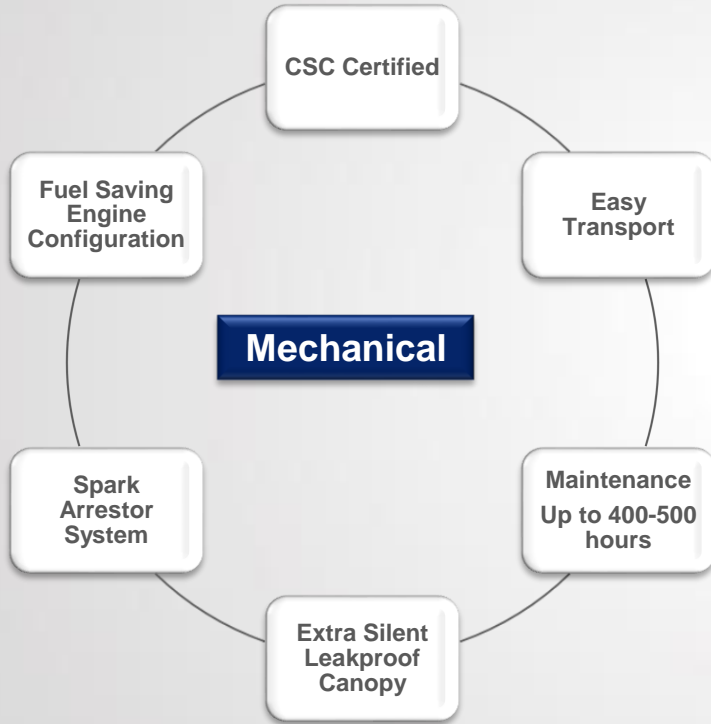 CSC Certified
Easy
Transport
Maintenance
Up to 400-500
hours
Extra Silent
Leakproof
Canopy
Spark
Arrestor
System
Fuel Saving
Engine
Configuration
Mechanical